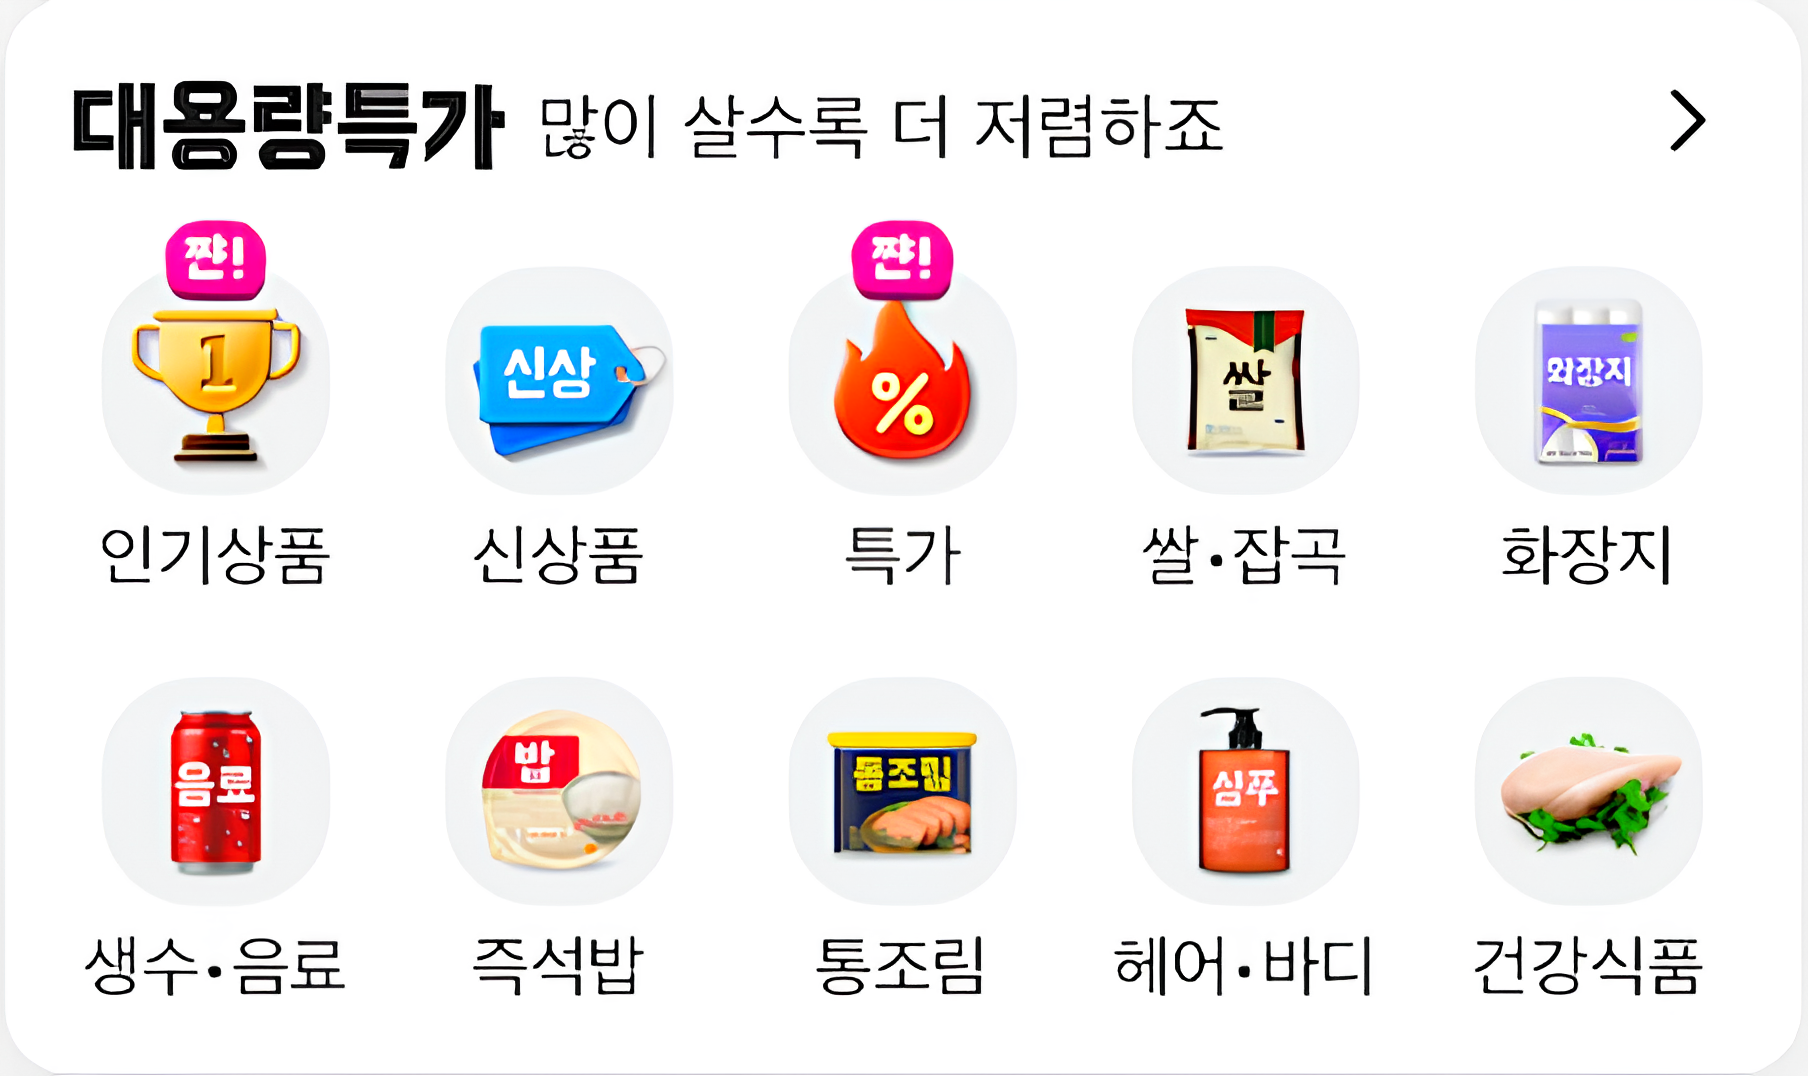 대용량특가 많이 살수록 더 저렴하죠
짠! 짠!
1 신상 % 쌀 화장지
인기상품 신상품 특가 쌀·잡곡 화장지
음료 밥 통조림 샴푸
생수·음료 즉석밥 통조림 헤어·바디 건강식품